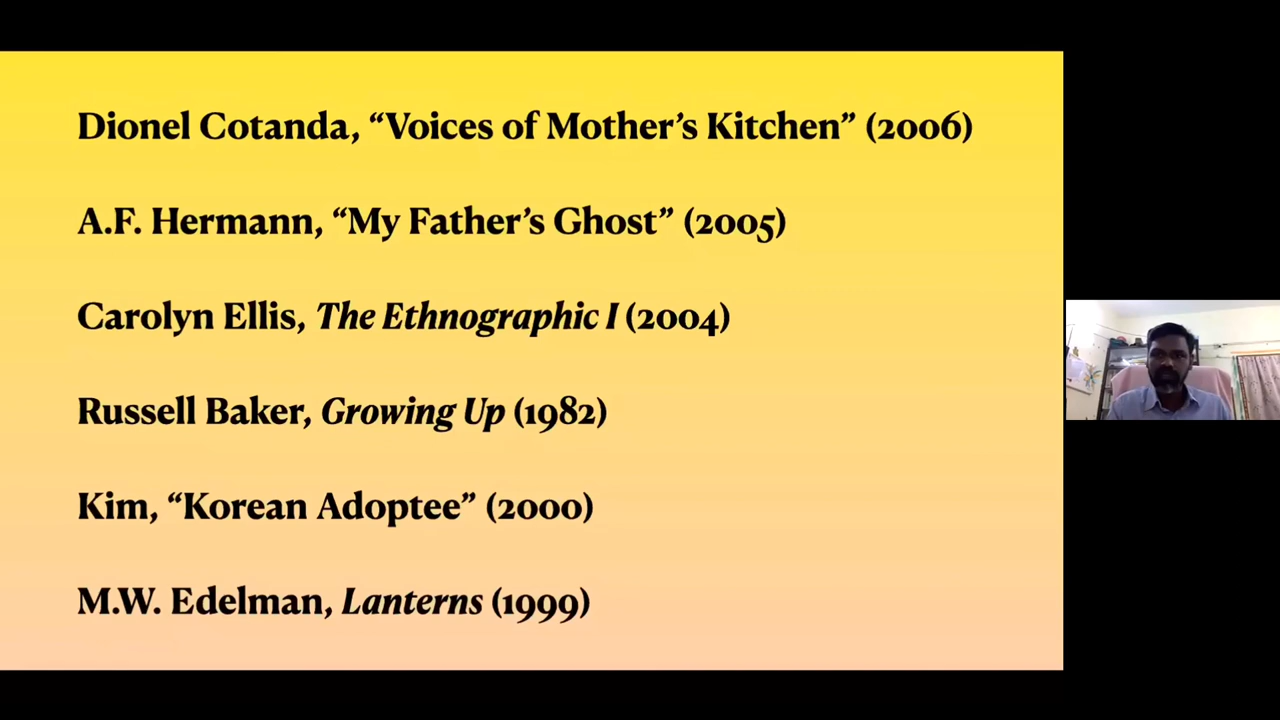 Dionel Cotanda, “Voices of Mother’s Kitchen” (2006)
A.F. Hermann, “My Father’s Ghost” (2005)
Carolyn Ellis, The Ethnographic I (2004)
Russell Baker, Growing Up (1982)
Kim, “Korean Adoptee” (2000)
M.W. Edelman, Lanterns (1999)